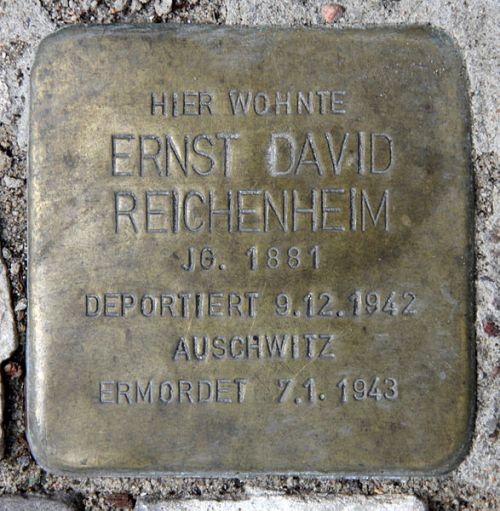 HIER WOHNTE
ERNST DAVID
REICHENHEIM
JG. 1881
DEPORTIERT 9.12.1942
AUSCHWITZ
ERMORDET 7.1.1943